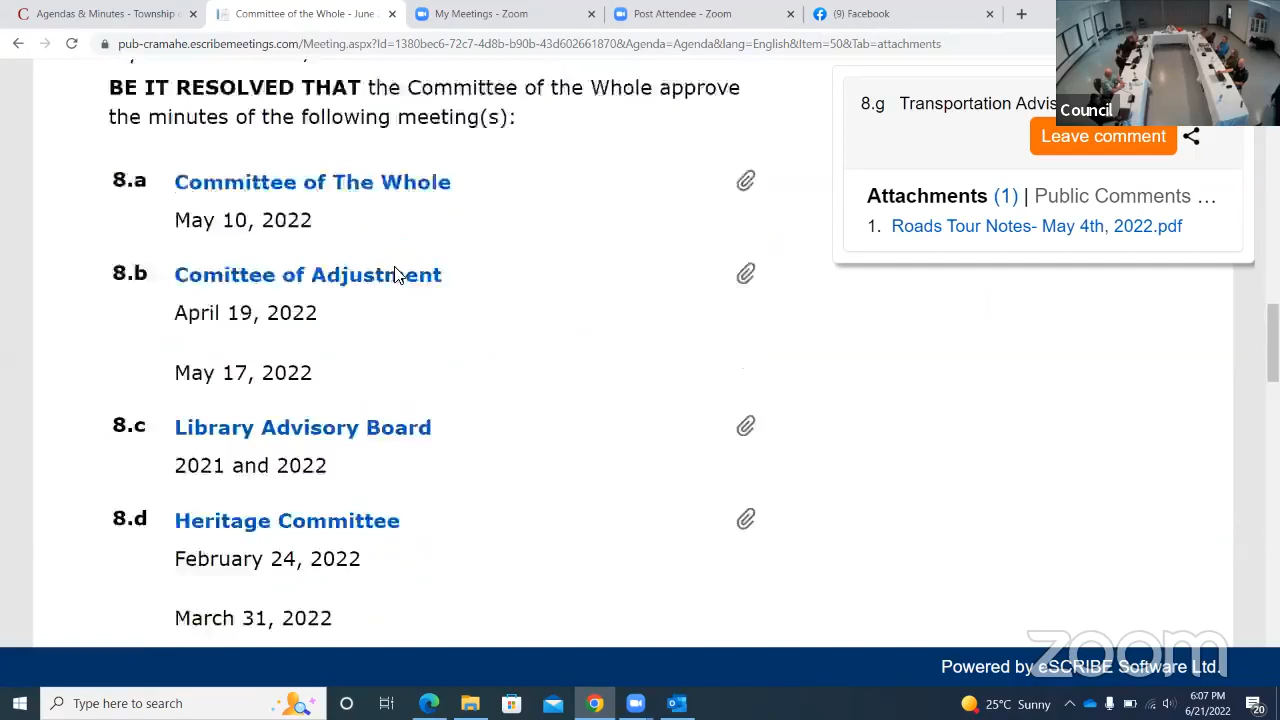 Agendas & Minutes - Township
Committee of the Whole - June
My Meetings - Zoom
Post Attendee - Zoom
(9) Facebook
pub-cramahe.escribemeetings.com/Meeting.aspx?Id=1380bec6-72c7-4d8b-b90b-43d602661870&Agenda=Agenda&lang=English&Item=50&Tab=attachments
Council
BE IT RESOLVED THAT the Committee of the Whole approve
the minutes of the following meeting(s):
8.a Committee of The Whole
May 10, 2022
8.b Comittee of Adjustment
April 19, 2022
May 17, 2022
8.c Library Advisory Board
2021 and 2022
8.d Heritage Committee
February 24, 2022
March 31, 2022
8.g Transportation Advis
Leave comment
Attachments (1) | Public Comments ...
1. Roads Tour Notes- May 4th, 2022.pdf
zoom
Powered by eSCRIBE Software Ltd.
Type here to search
25°C Sunny
6:07 PM
6/21/2022
20